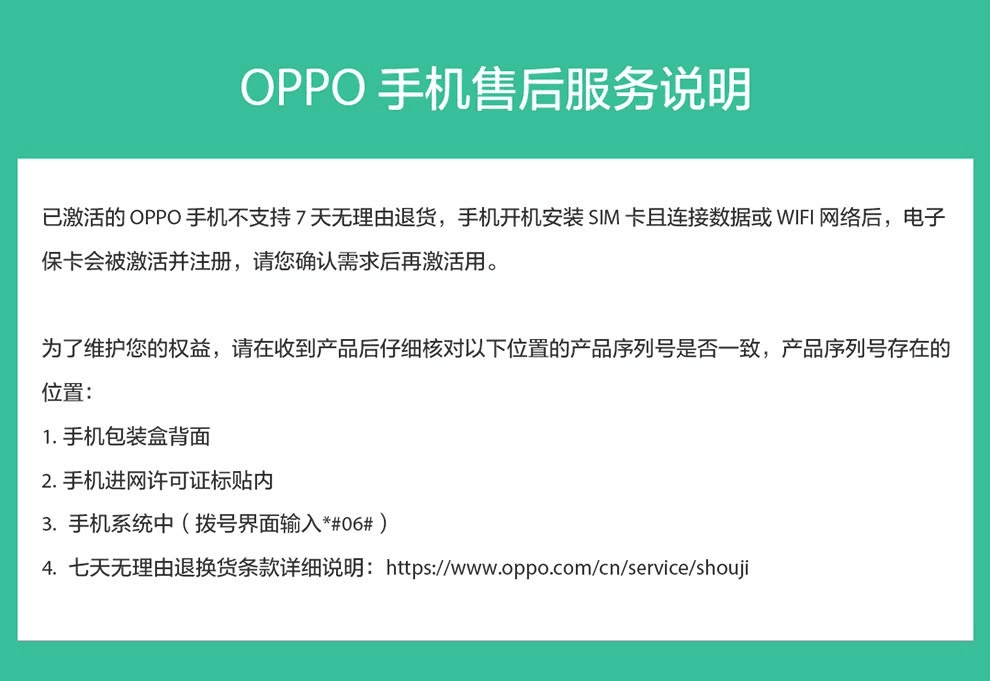 OPPO 手机售后服务说明
已激活的 OPPO 手机不支持 7 天无理由退货，手机开机安装 SIM 卡且连接数据或 WIFI 网络后，电子
保卡会被激活并注册，请您确认需求后再激活用。
为了维护您的权益，请在收到产品后仔细核对以下位置的产品序列号是否一致，产品序列号存在的
位置：
1. 手机包装盒背面
2. 手机进网许可证标贴内
3. 手机系统中（拨号界面输入*#06#）
4. 七天无理由退换货条款详细说明：https://www.oppo.com/cn/service/shouji